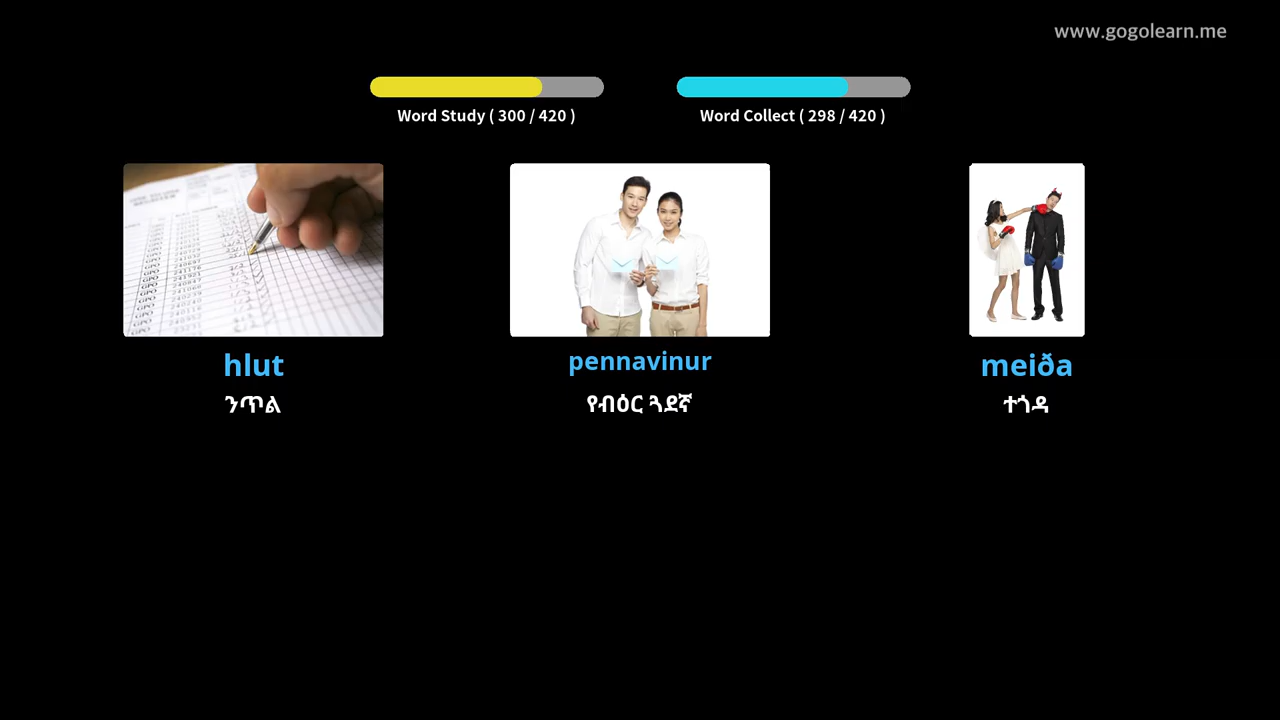 www.gogolearn.me
Word Study ( 300 / 420 )
Word Collect ( 298 / 420 )
hlut
pennavinur
meiða
ንጥል
የብዕር ጓደኛ
ተጎዳ